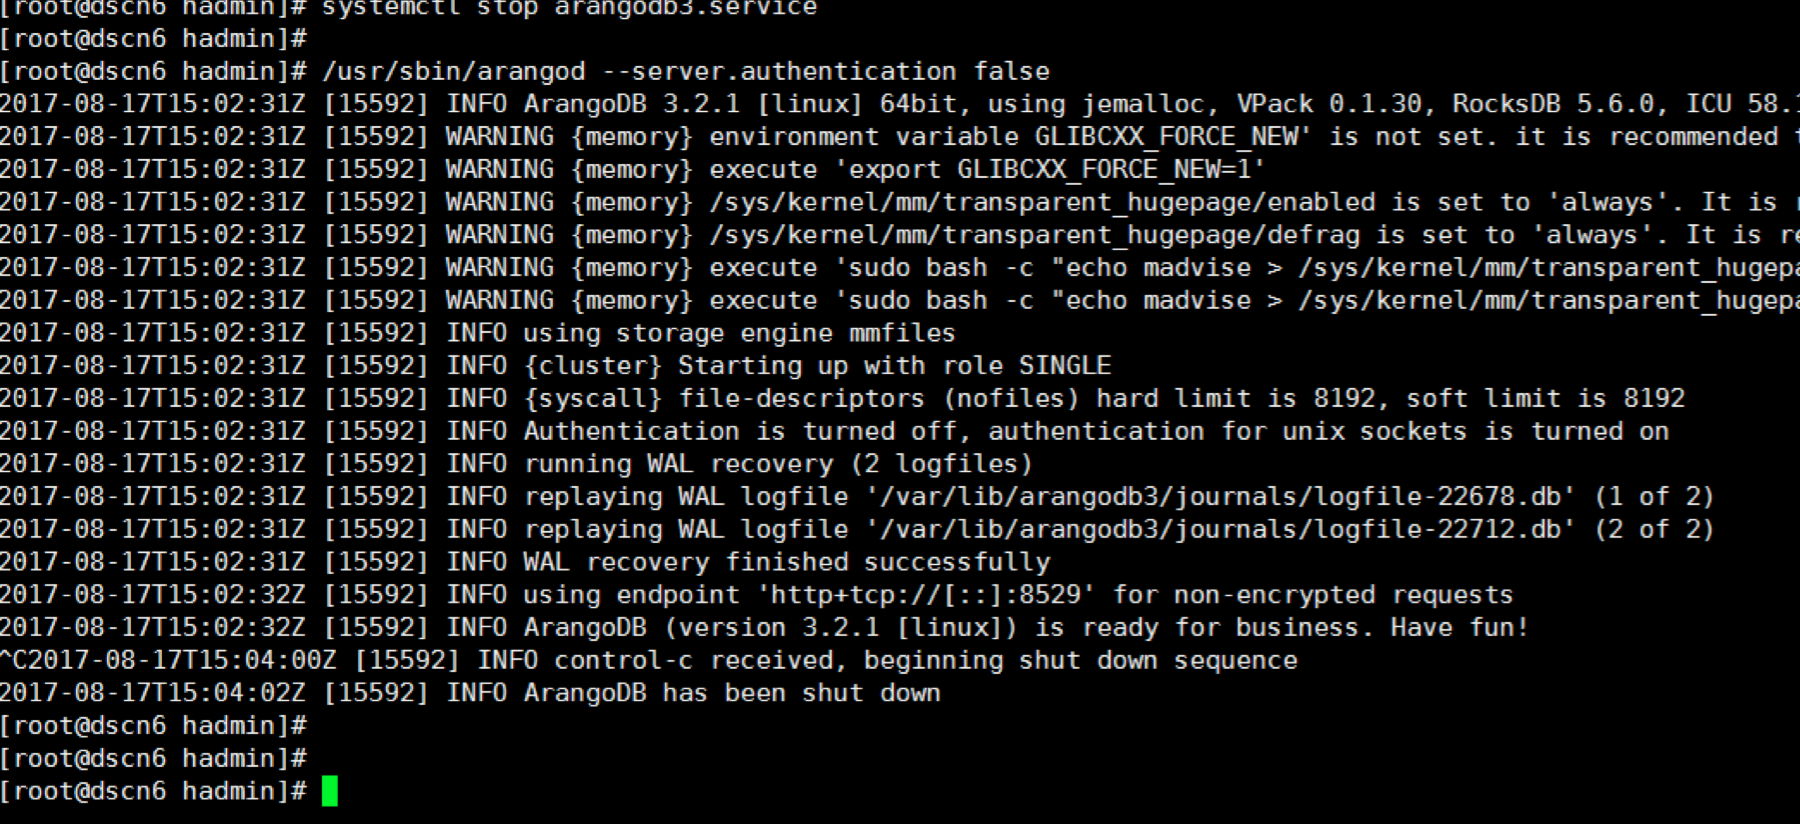 [root@dscn6 hadmin]# systemctl stop arangodb3.service
[root@dscn6 hadmin]#
[root@dscn6 hadmin]# /usr/sbin/arangod --server.authentication false
2017-08-17T15:02:31Z [15592] INFO ArangoDB 3.2.1 [linux] 64bit, using jemalloc, VPack 0.1.30, RocksDB 5.6.0, ICU 58.1
2017-08-17T15:02:31Z [15592] WARNING {memory} environment variable GLIBCXX_FORCE_NEW' is not set. it is recommended
2017-08-17T15:02:31Z [15592] WARNING {memory} execute 'export GLIBCXX_FORCE_NEW=1'
2017-08-17T15:02:31Z [15592] WARNING {memory} /sys/kernel/mm/transparent_hugepage/enabled is set to 'always'. It is
2017-08-17T15:02:31Z [15592] WARNING {memory} /sys/kernel/mm/transparent_hugepage/defrag is set to 'always'. It is re
2017-08-17T15:02:31Z [15592] WARNING {memory} execute 'sudo bash -c "echo madvise > /sys/kernel/mm/transparent_hugepa
2017-08-17T15:02:31Z [15592] WARNING {memory} execute 'sudo bash -c "echo madvise > /sys/kernel/mm/transparent_hugepa
2017-08-17T15:02:31Z [15592] INFO using storage engine mmfiles
2017-08-17T15:02:31Z [15592] INFO {cluster} Starting up with role SINGLE
2017-08-17T15:02:31Z [15592] INFO {syscall} file-descriptors (nofiles) hard limit is 8192, soft limit is 8192
2017-08-17T15:02:31Z [15592] INFO Authentication is turned off, authentication for unix sockets is turned on
2017-08-17T15:02:31Z [15592] INFO running WAL recovery (2 logfiles)
2017-08-17T15:02:31Z [15592] INFO replaying WAL logfile '/var/lib/arangodb3/journals/logfile-22678.db' (1 of 2)
2017-08-17T15:02:31Z [15592] INFO replaying WAL logfile '/var/lib/arangodb3/journals/logfile-22712.db' (2 of 2)
2017-08-17T15:02:31Z [15592] INFO WAL recovery finished successfully
2017-08-17T15:02:32Z [15592] INFO using endpoint 'http+tcp://[::]:8529' for non-encrypted requests
2017-08-17T15:02:32Z [15592] INFO ArangoDB (version 3.2.1 [linux]) is ready for business. Have fun!
^C2017-08-17T15:04:00Z [15592] INFO control-c received, beginning shut down sequence
2017-08-17T15:04:02Z [15592] INFO ArangoDB has been shut down
[root@dscn6 hadmin]#
[root@dscn6 hadmin]#
[root@dscn6 hadmin]#